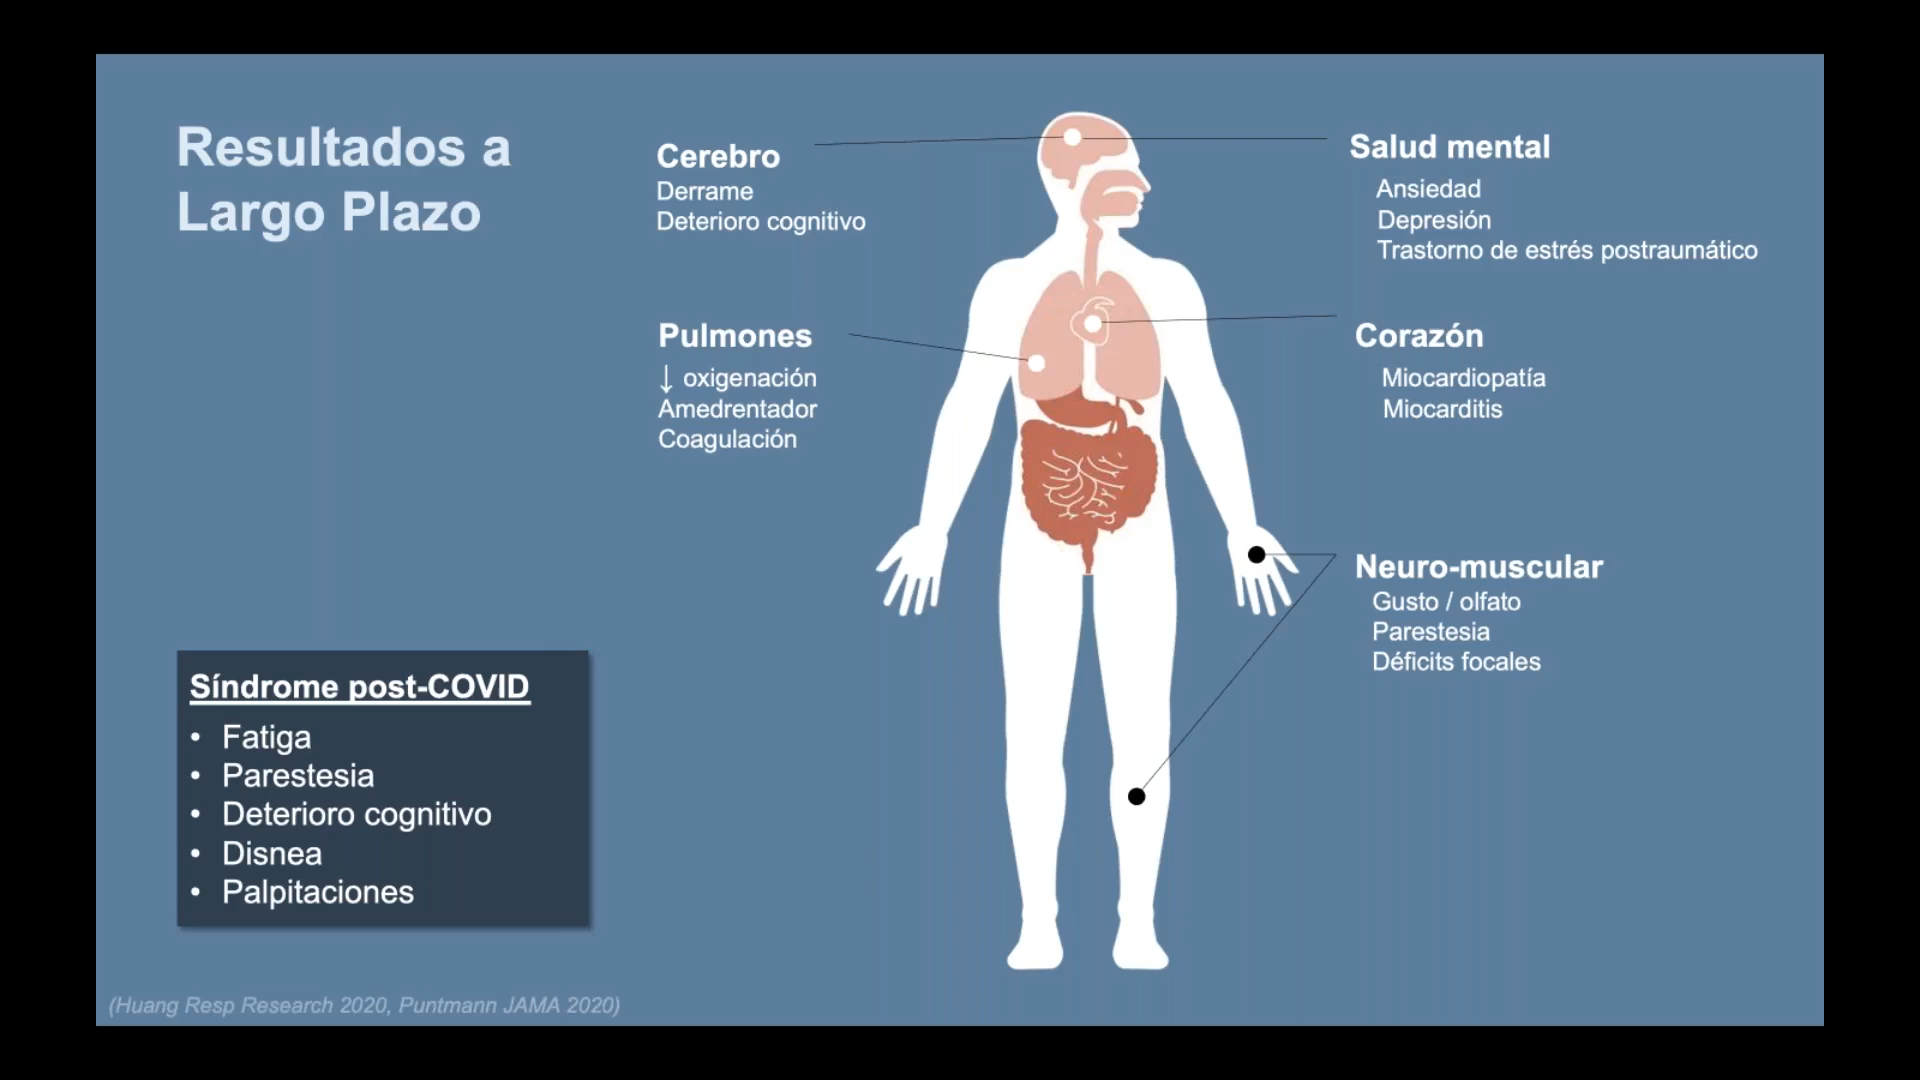 Resultados a
Largo Plazo
Cerebro
Derrame
Deterioro cognitivo
Salud mental
Ansiedad
Depresión
Trastorno de estrés postraumático
Pulmones
↓ oxigenación
Amedrentador
Coagulación
Corazón
Miocardiopatía
Miocarditis
Neuro-muscular
Gusto / olfato
Parestesia
Déficits focales
Síndrome post-COVID
• Fatiga
• Parestesia
• Deterioro cognitivo
• Disnea
• Palpitaciones
(Huang Resp Research 2020, Puntmann JAMA 2020)